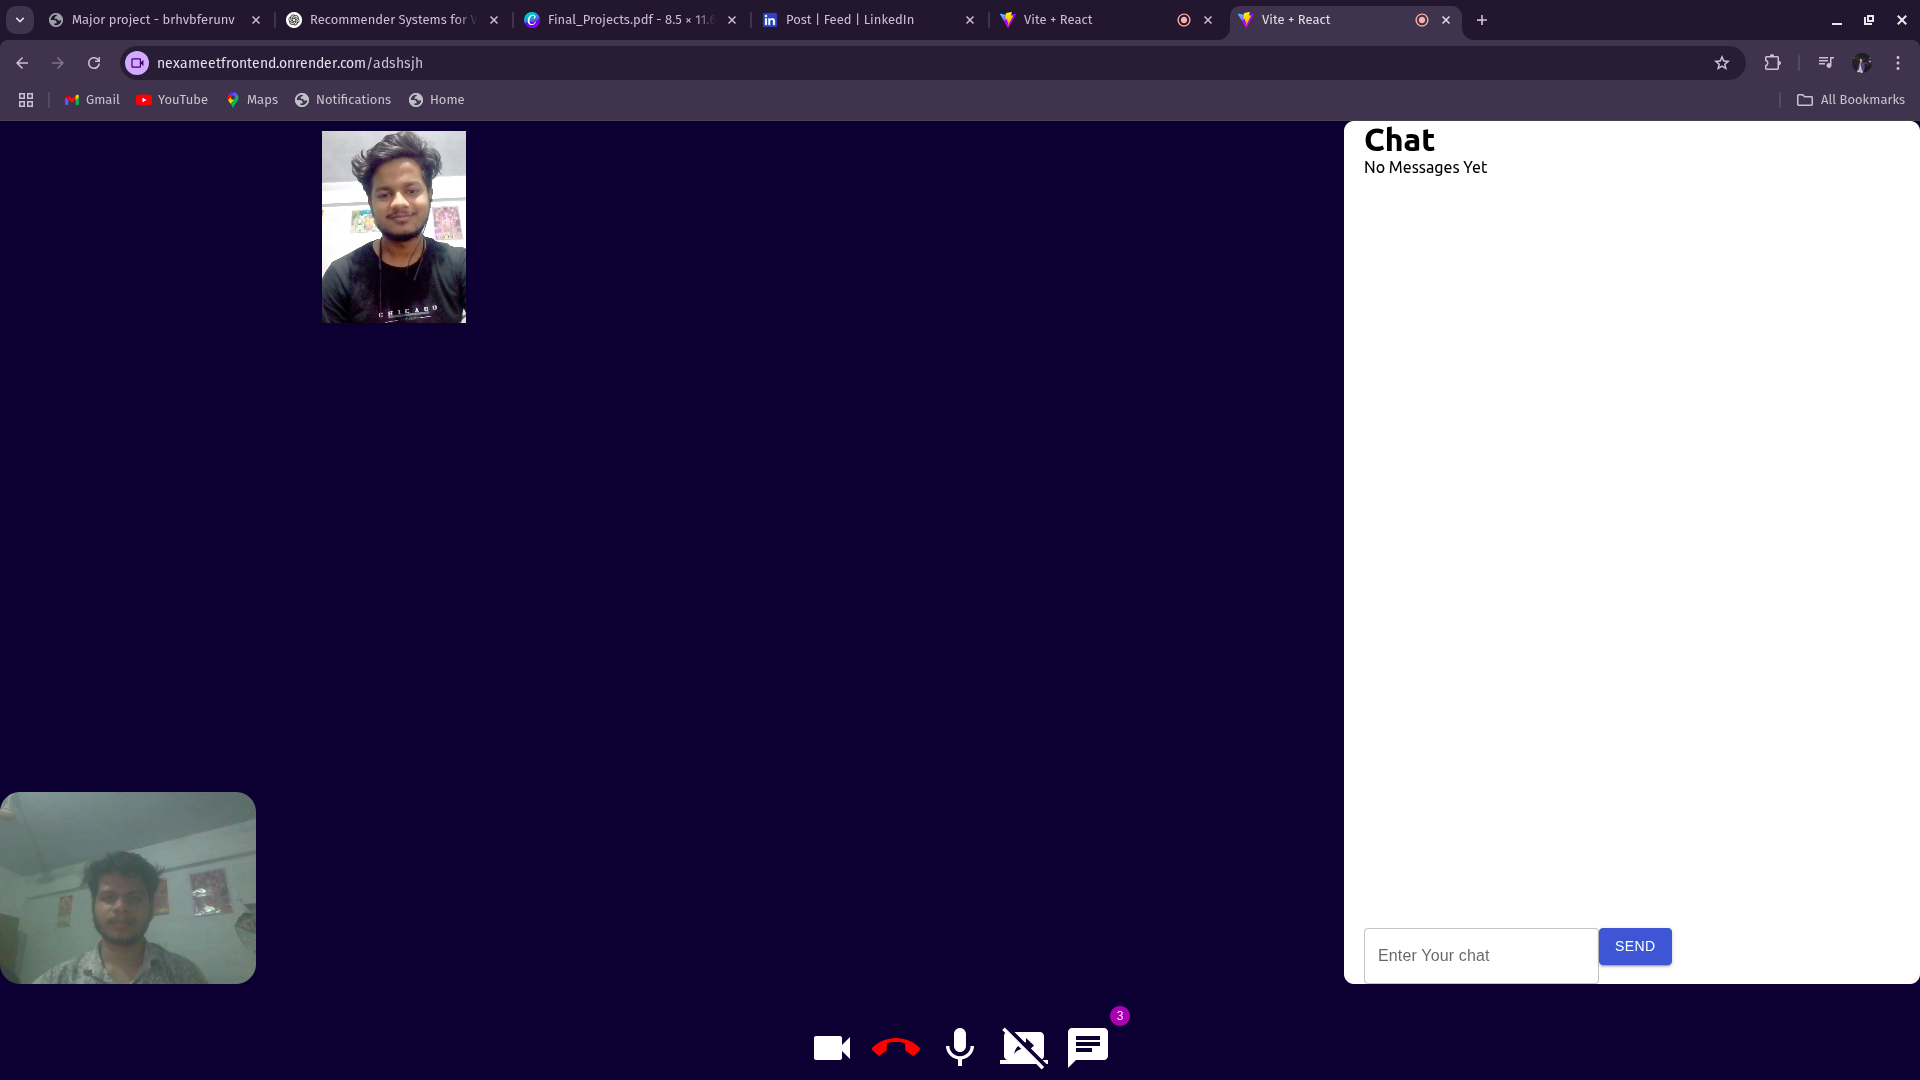 Major project - brhvbferunv
Recommender Systems for V
Final_Projects.pdf - 8.5 × 11.6
Post | Feed | LinkedIn
Vite + React
Vite + React
nexameetfrontend.onrender.com/adshsjh
Gmail
YouTube
Maps
Notifications
Home
All Bookmarks
Chat
No Messages Yet
CHICAGO
Enter Your chat
SEND
3